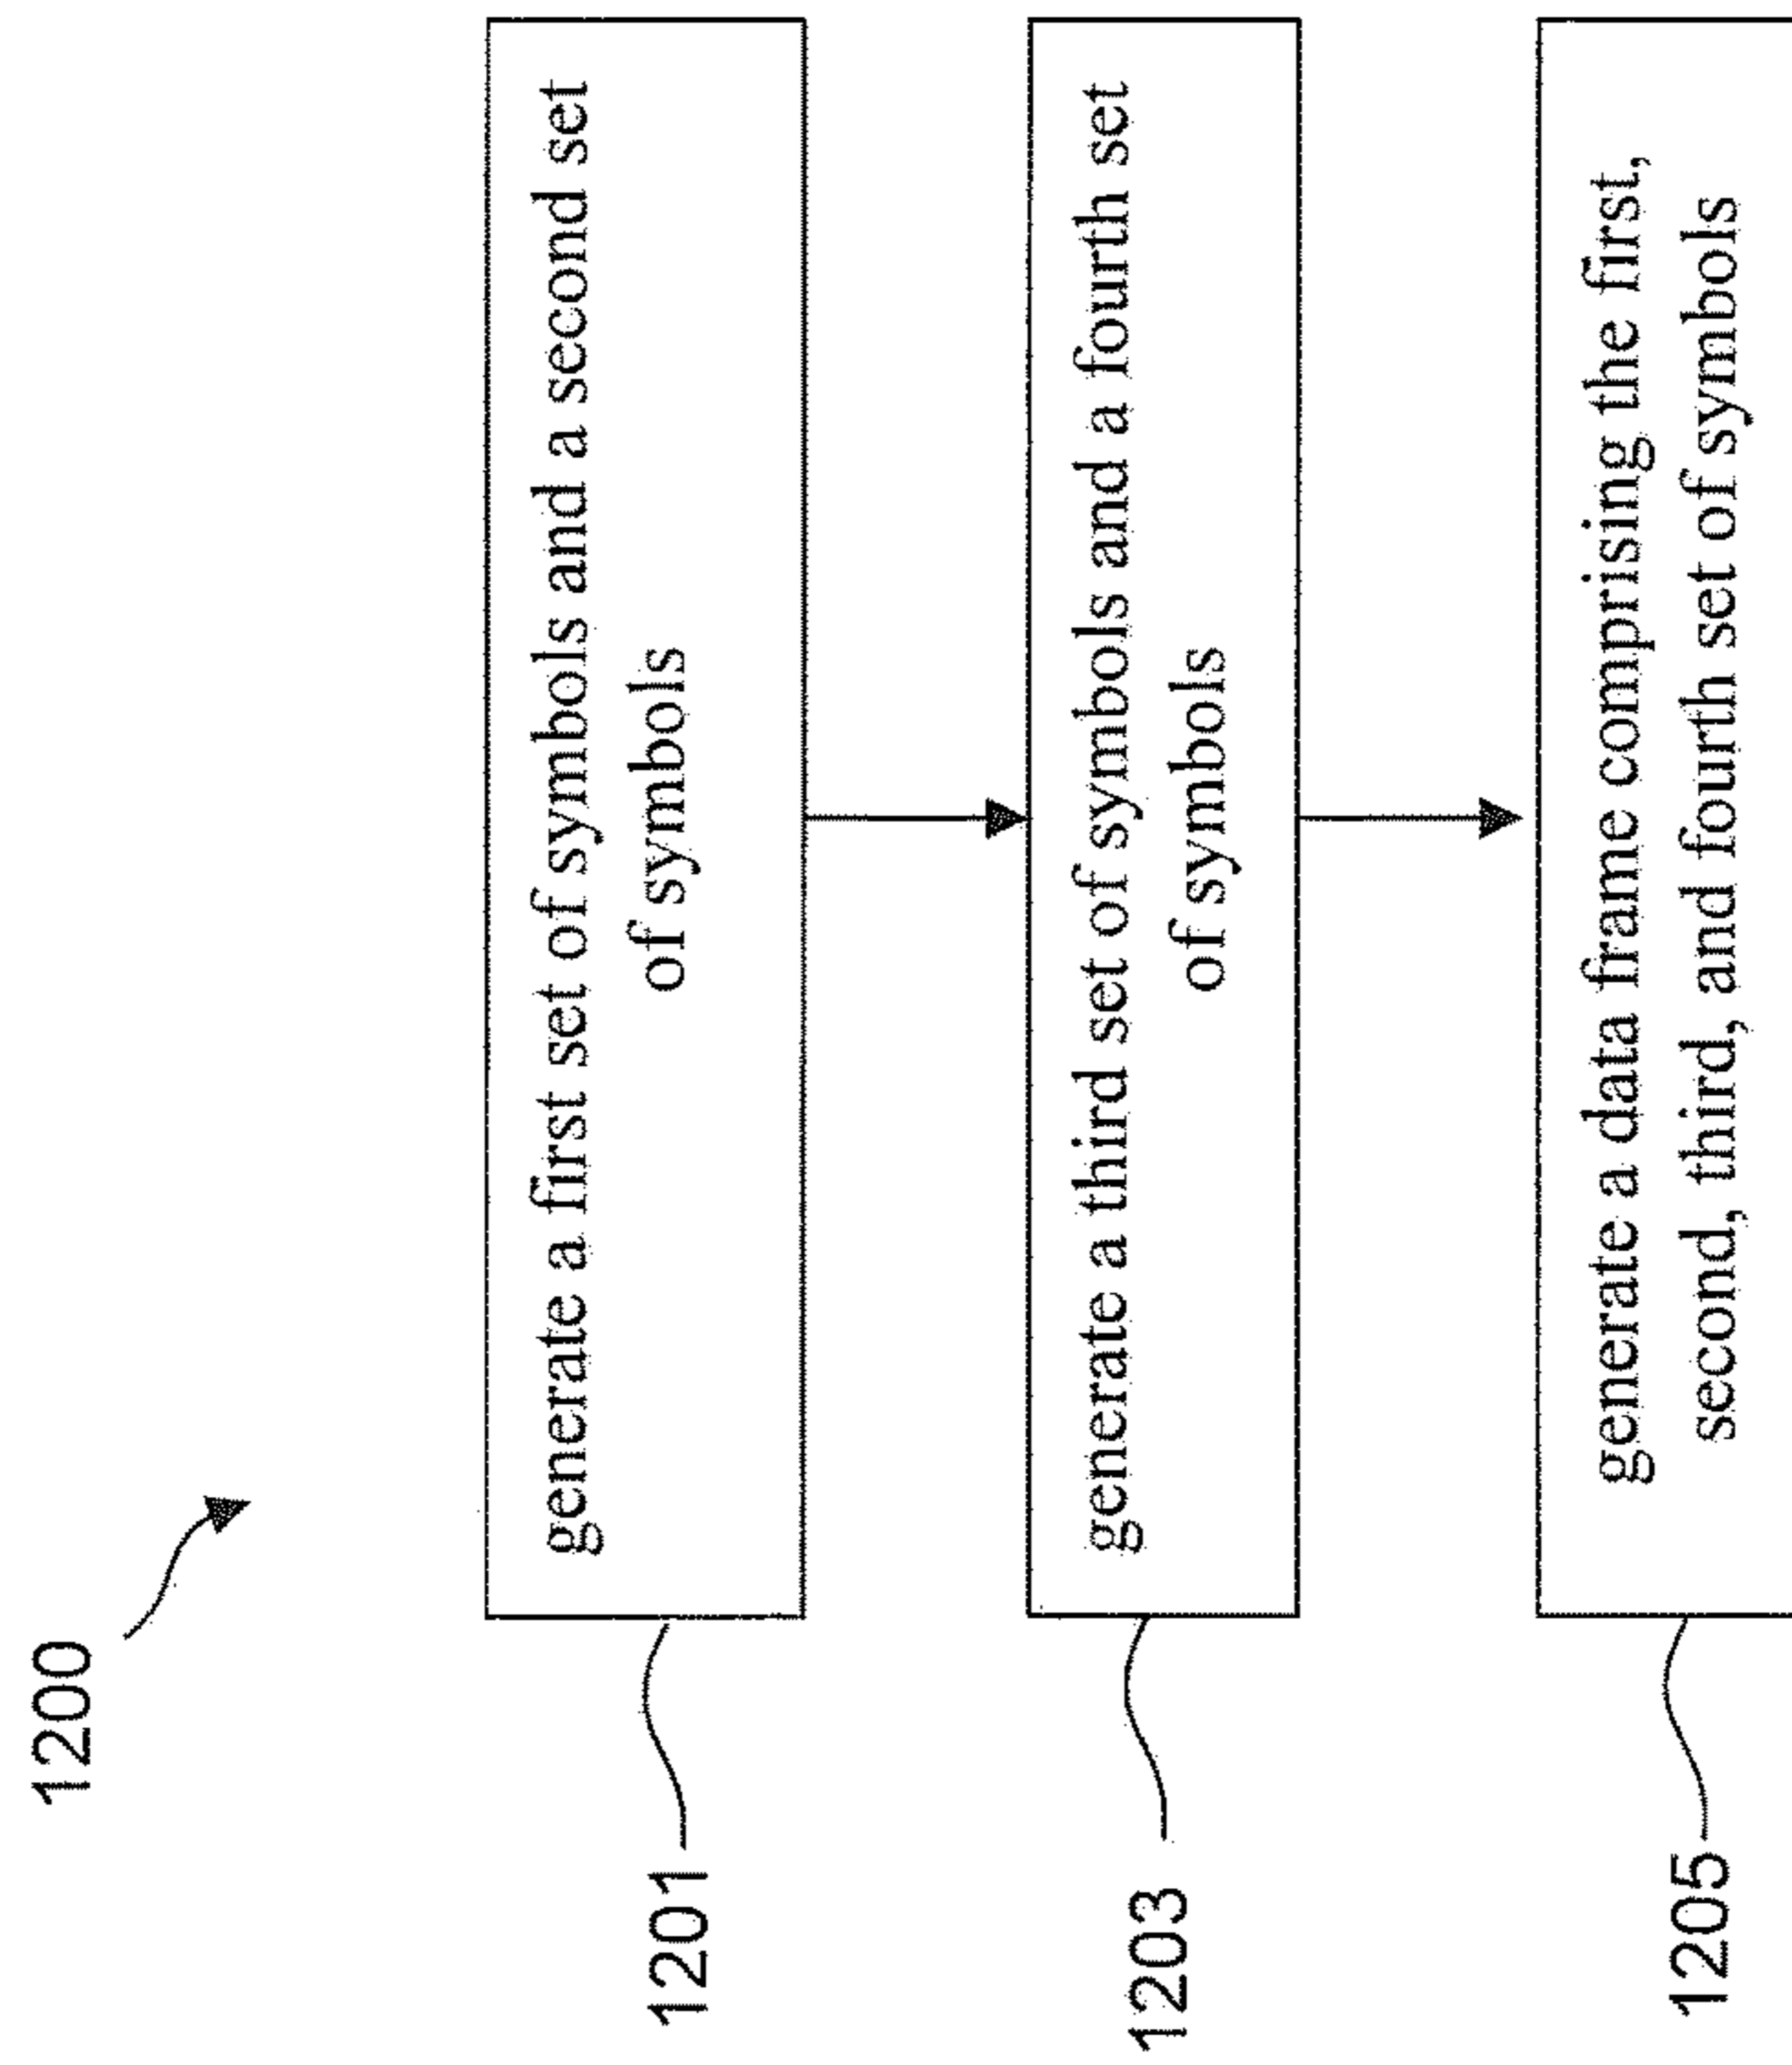 1200
1201
generate a first set of symbols and a second set
of symbols
1203
generate a third set of symbols and a fourth set
of symbols
1205
generate a data frame comprising the first,
second, third, and fourth set of symbols